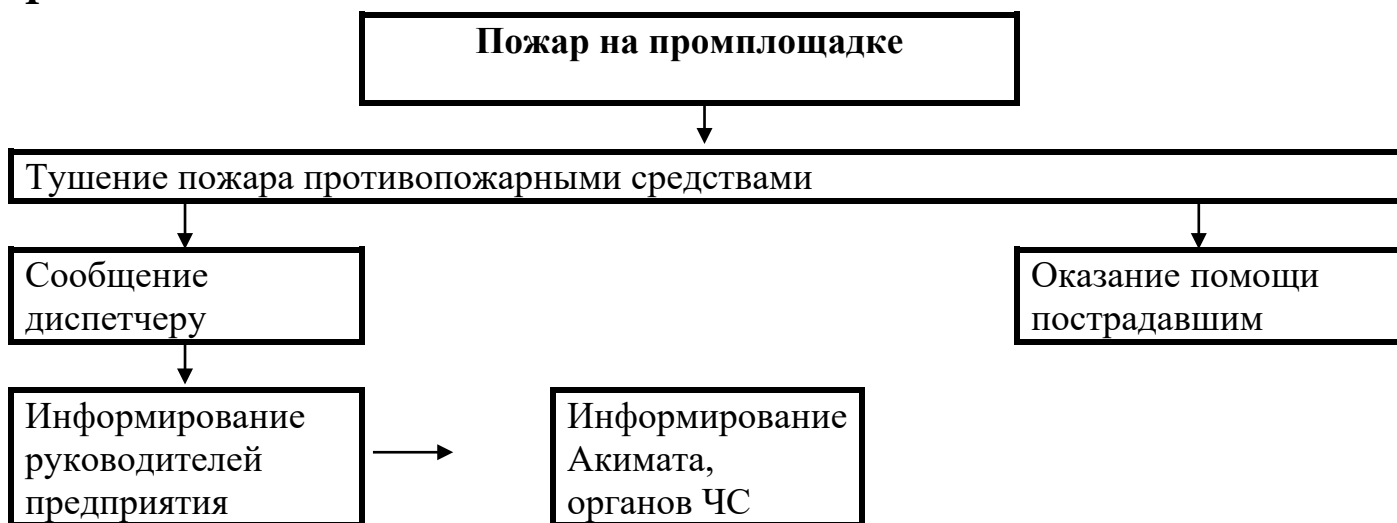 Пожар на промплощадке
Тушение пожара противопожарными средствами
Сообщение
диспетчеру
Оказание помощи
пострадавшим
Информирование
руководителей
предприятия
Информирование
Акимата,
органов ЧС